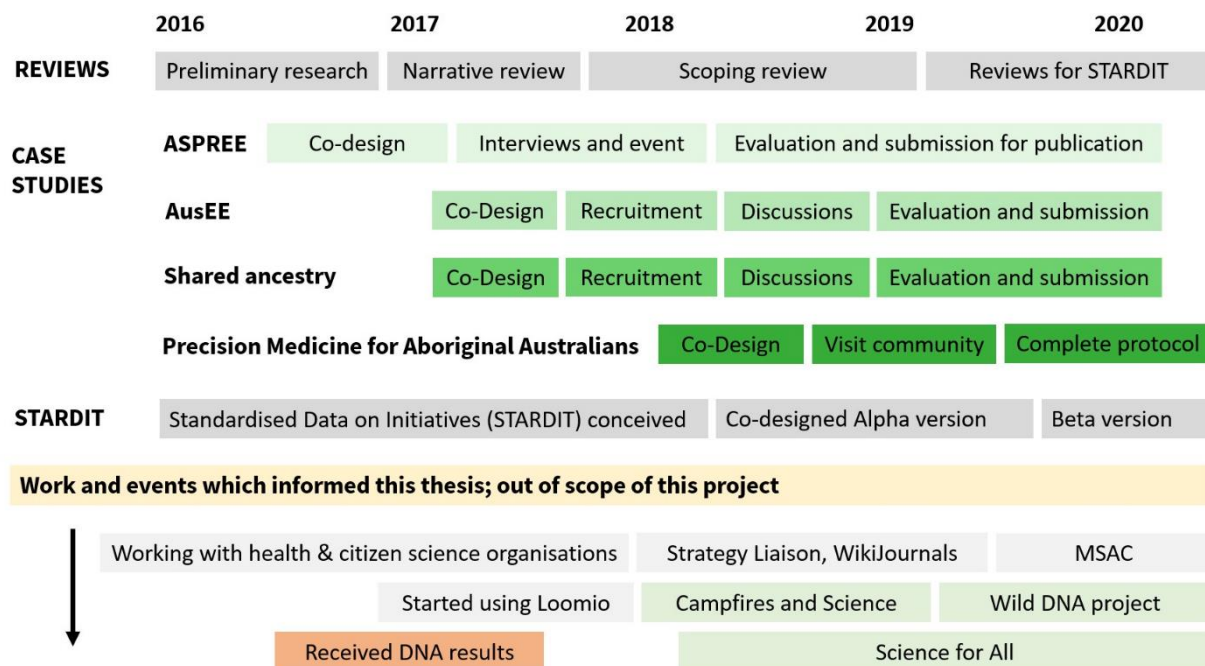 2016 2017 2018 2019 2020
REVIEWS Preliminary research Narrative review Scoping review Reviews for STARDIT
CASE
STUDIES
ASPREE Co-design Interviews and event Evaluation and submission for publication
AusEE Co-Design Recruitment Discussions Evaluation and submission
Shared ancestry Co-Design Recruitment Discussions Evaluation and submission
Precision Medicine for Aboriginal Australians Co-Design Visit community Complete protocol
STARDIT Standardised Data on Initiatives (STARDIT) conceived Co-designed Alpha version Beta version
Work and events which informed this thesis; out of scope of this project
Working with health & citizen science organisations Strategy Liaison, WikiJournals MSAC
Started using Loomio Campfires and Science Wild DNA project
Received DNA results Science for All